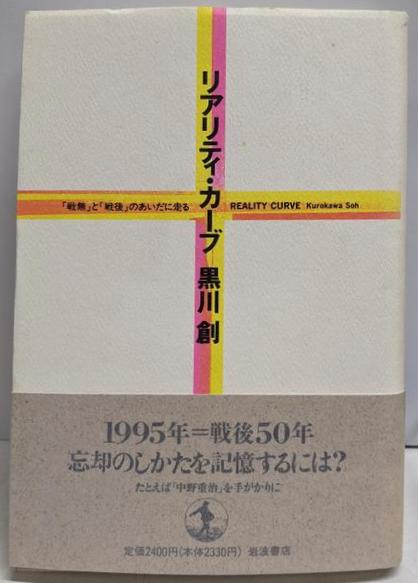 リアリティ・カーブ
黒川 創
「戦無」と「戦後」のあいだに走る
REALITY CURVE Kurokawa Soh
1995年＝戦後50年
忘却のしかたを記憶するには?
たとえば「中野重治」を手がかりに
定価2400円(本体2330円) 岩波書店